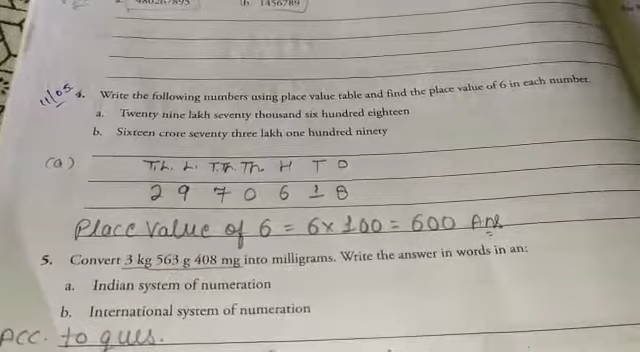 a. 480267895 b. 1456789
11/05 4. Write the following numbers using place value table and find the place value of 6 in each number.
a. Twenty nine lakh seventy thousand six hundred eighteen
b. Sixteen crore seventy three lakh one hundred ninety
(a) T.L. L. T.Th. Th. H T O
2 9 7 0 6 1 8
Place value of 6 = 6 x 100 = 600 Ans
5. Convert 3 kg 563 g 408 mg into milligrams. Write the answer in words in an:
a. Indian system of numeration
b. International system of numeration
Acc. to ques.